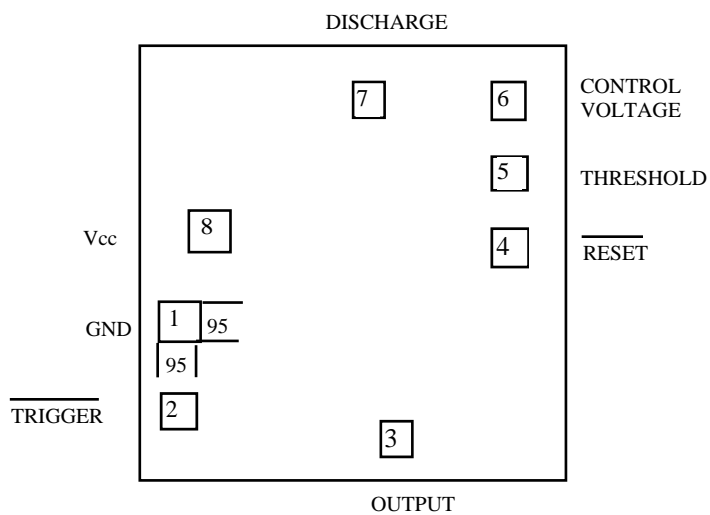 DISCHARGE
7
6
CONTROL
VOLTAGE
5
THRESHOLD
Vcc
8
4
RESET
GND
1
95
95
TRIGGER
2
3
OUTPUT